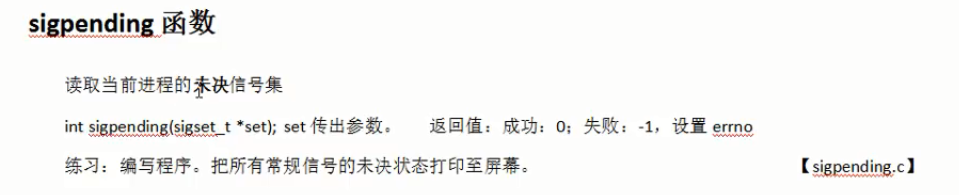 sigpending 函数
读取当前进程的未决信号集
int sigpending(sigset_t *set); set 传出参数。 返回值：成功：0；失败：-1，设置 errno
练习：编写程序。把所有常规信号的未决状态打印至屏幕。 【sigpending.c】